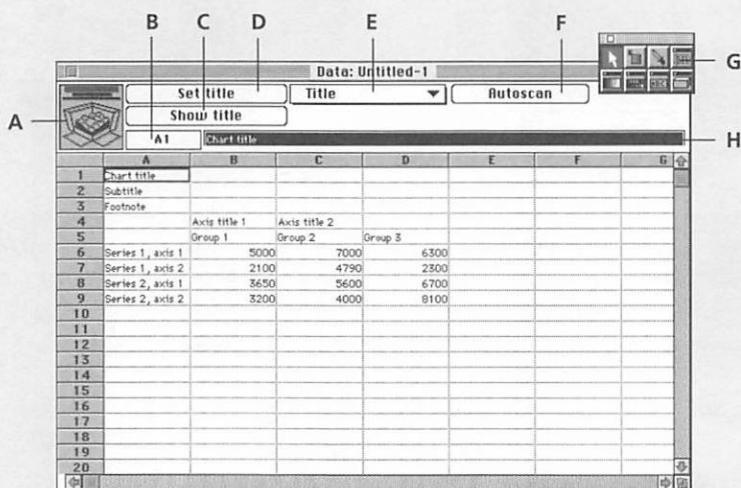 B C D E F
G
Data: Untitled-1
Set title Title Autoscan
A
Show title
A1 Chart title H
A B C D E F G
1 Chart title
2 Subtitle
3 Footnote
4 Axis title 1 Axis title 2
5 Group 1 Group 2 Group 3
6 Series 1, axis 1 5000 7000 6300
7 Series 1, axis 2 2100 4790 2300
8 Series 2, axis 1 3650 5600 6700
9 Series 2, axis 2 3200 4000 8100
10
11
12
13
14
15
16
17
18
19
20